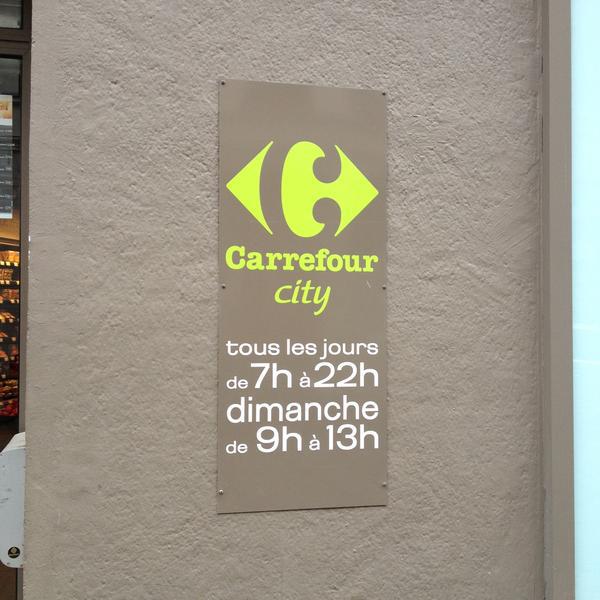 Carrefour
city
tous les jours
de 7h à 22h
dimanche
de 9h à 13h